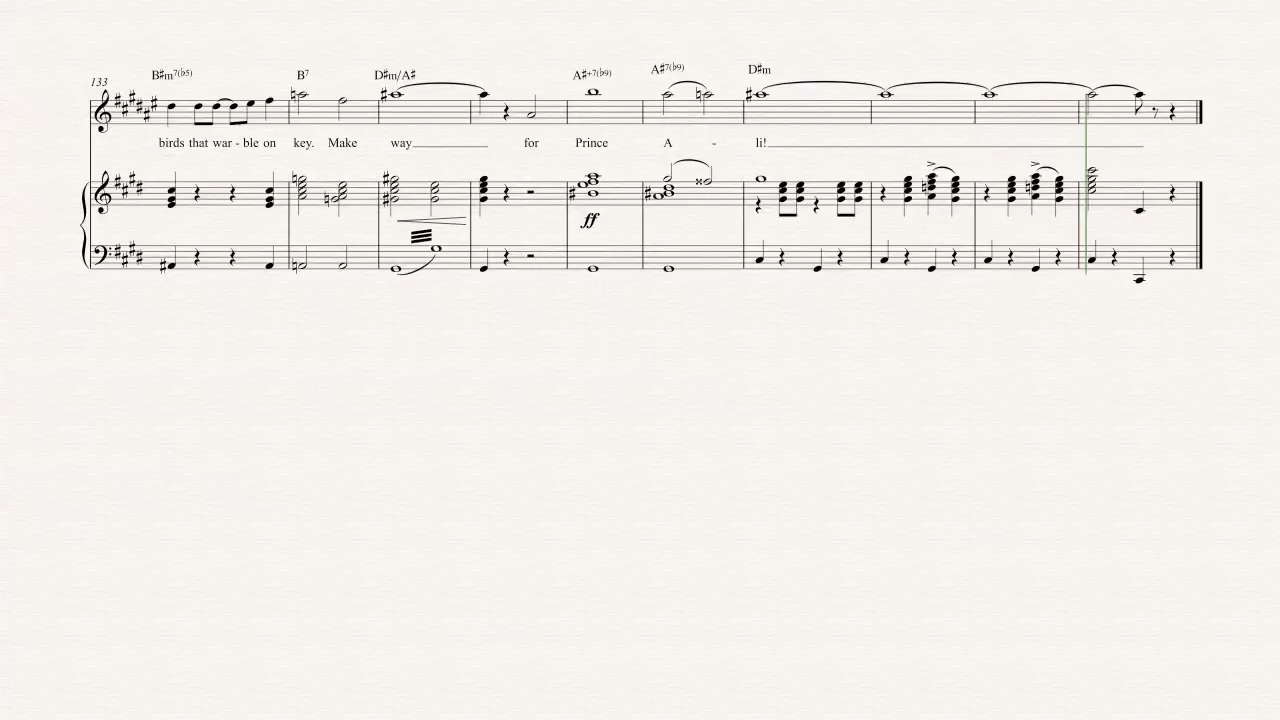 133
B♯m7(♭5) B7 D♯m/A♯ A♯+7(♭9) A♯7(♭9) D♯m
birds that war - ble on key. Make way for Prince A - li!
ff